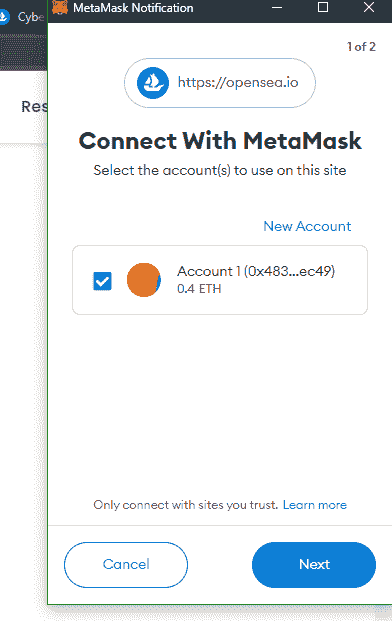 Cybe
MetaMask Notification
1 of 2
https://opensea.io
Res
Connect With MetaMask
Select the account(s) to use on this site
New Account
Account 1 (0x483...ec49)
0.4 ETH
Only connect with sites you trust. Learn more
Cancel
Next